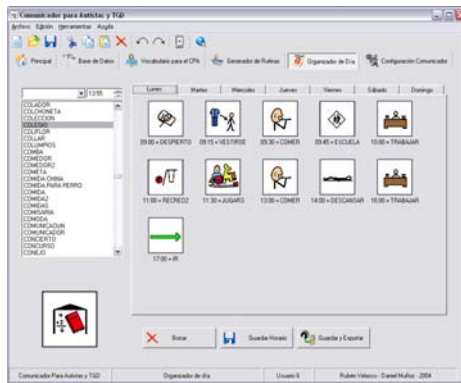 Comunicador para Autistas y TGD
Archivo Edición Herramientas Ayuda
Principal Base de Datos Vocabulario para el CPA Generador de Rutinas Organizador de Día Configuración Comunicador
13:55
Lunes Martes Miercoles Jueves Viernes Sábado Domingo
COLADOR
COLCHONETA
COLECCION
COLEGIO
COLIFLOR
COLLAR
COLUMPIOS
COMBA
COMEDOR
COMEDOR2
COMETA
COMIDA CHINA
COMIDA PARA PERRO
COMIDA
COMIDA2
COMIDAS
COMISARIA
COMODA
COMUNICACIóN
COMUNICADOR
CONCIERTO
CONCURSO
CONEJO
09:00 = DESPIERTO 09:15 = VESTIRSE 09:30 = COMER 09:45 = ESCUELA 10:00 = TRABAJAR
11:00 = RECREO2 11:30 = JUGAR3 13:00 = COMER 14:00 = DESCANSAR 16:00 = TRABAJAR
17:00 = IR
Borrar Guardar Horario Guardar y Exportar
Comunicador Para Autistas y TGD Organizador de día Usuario 6 Rubén Velasco - Daniel Muñoz - 2004